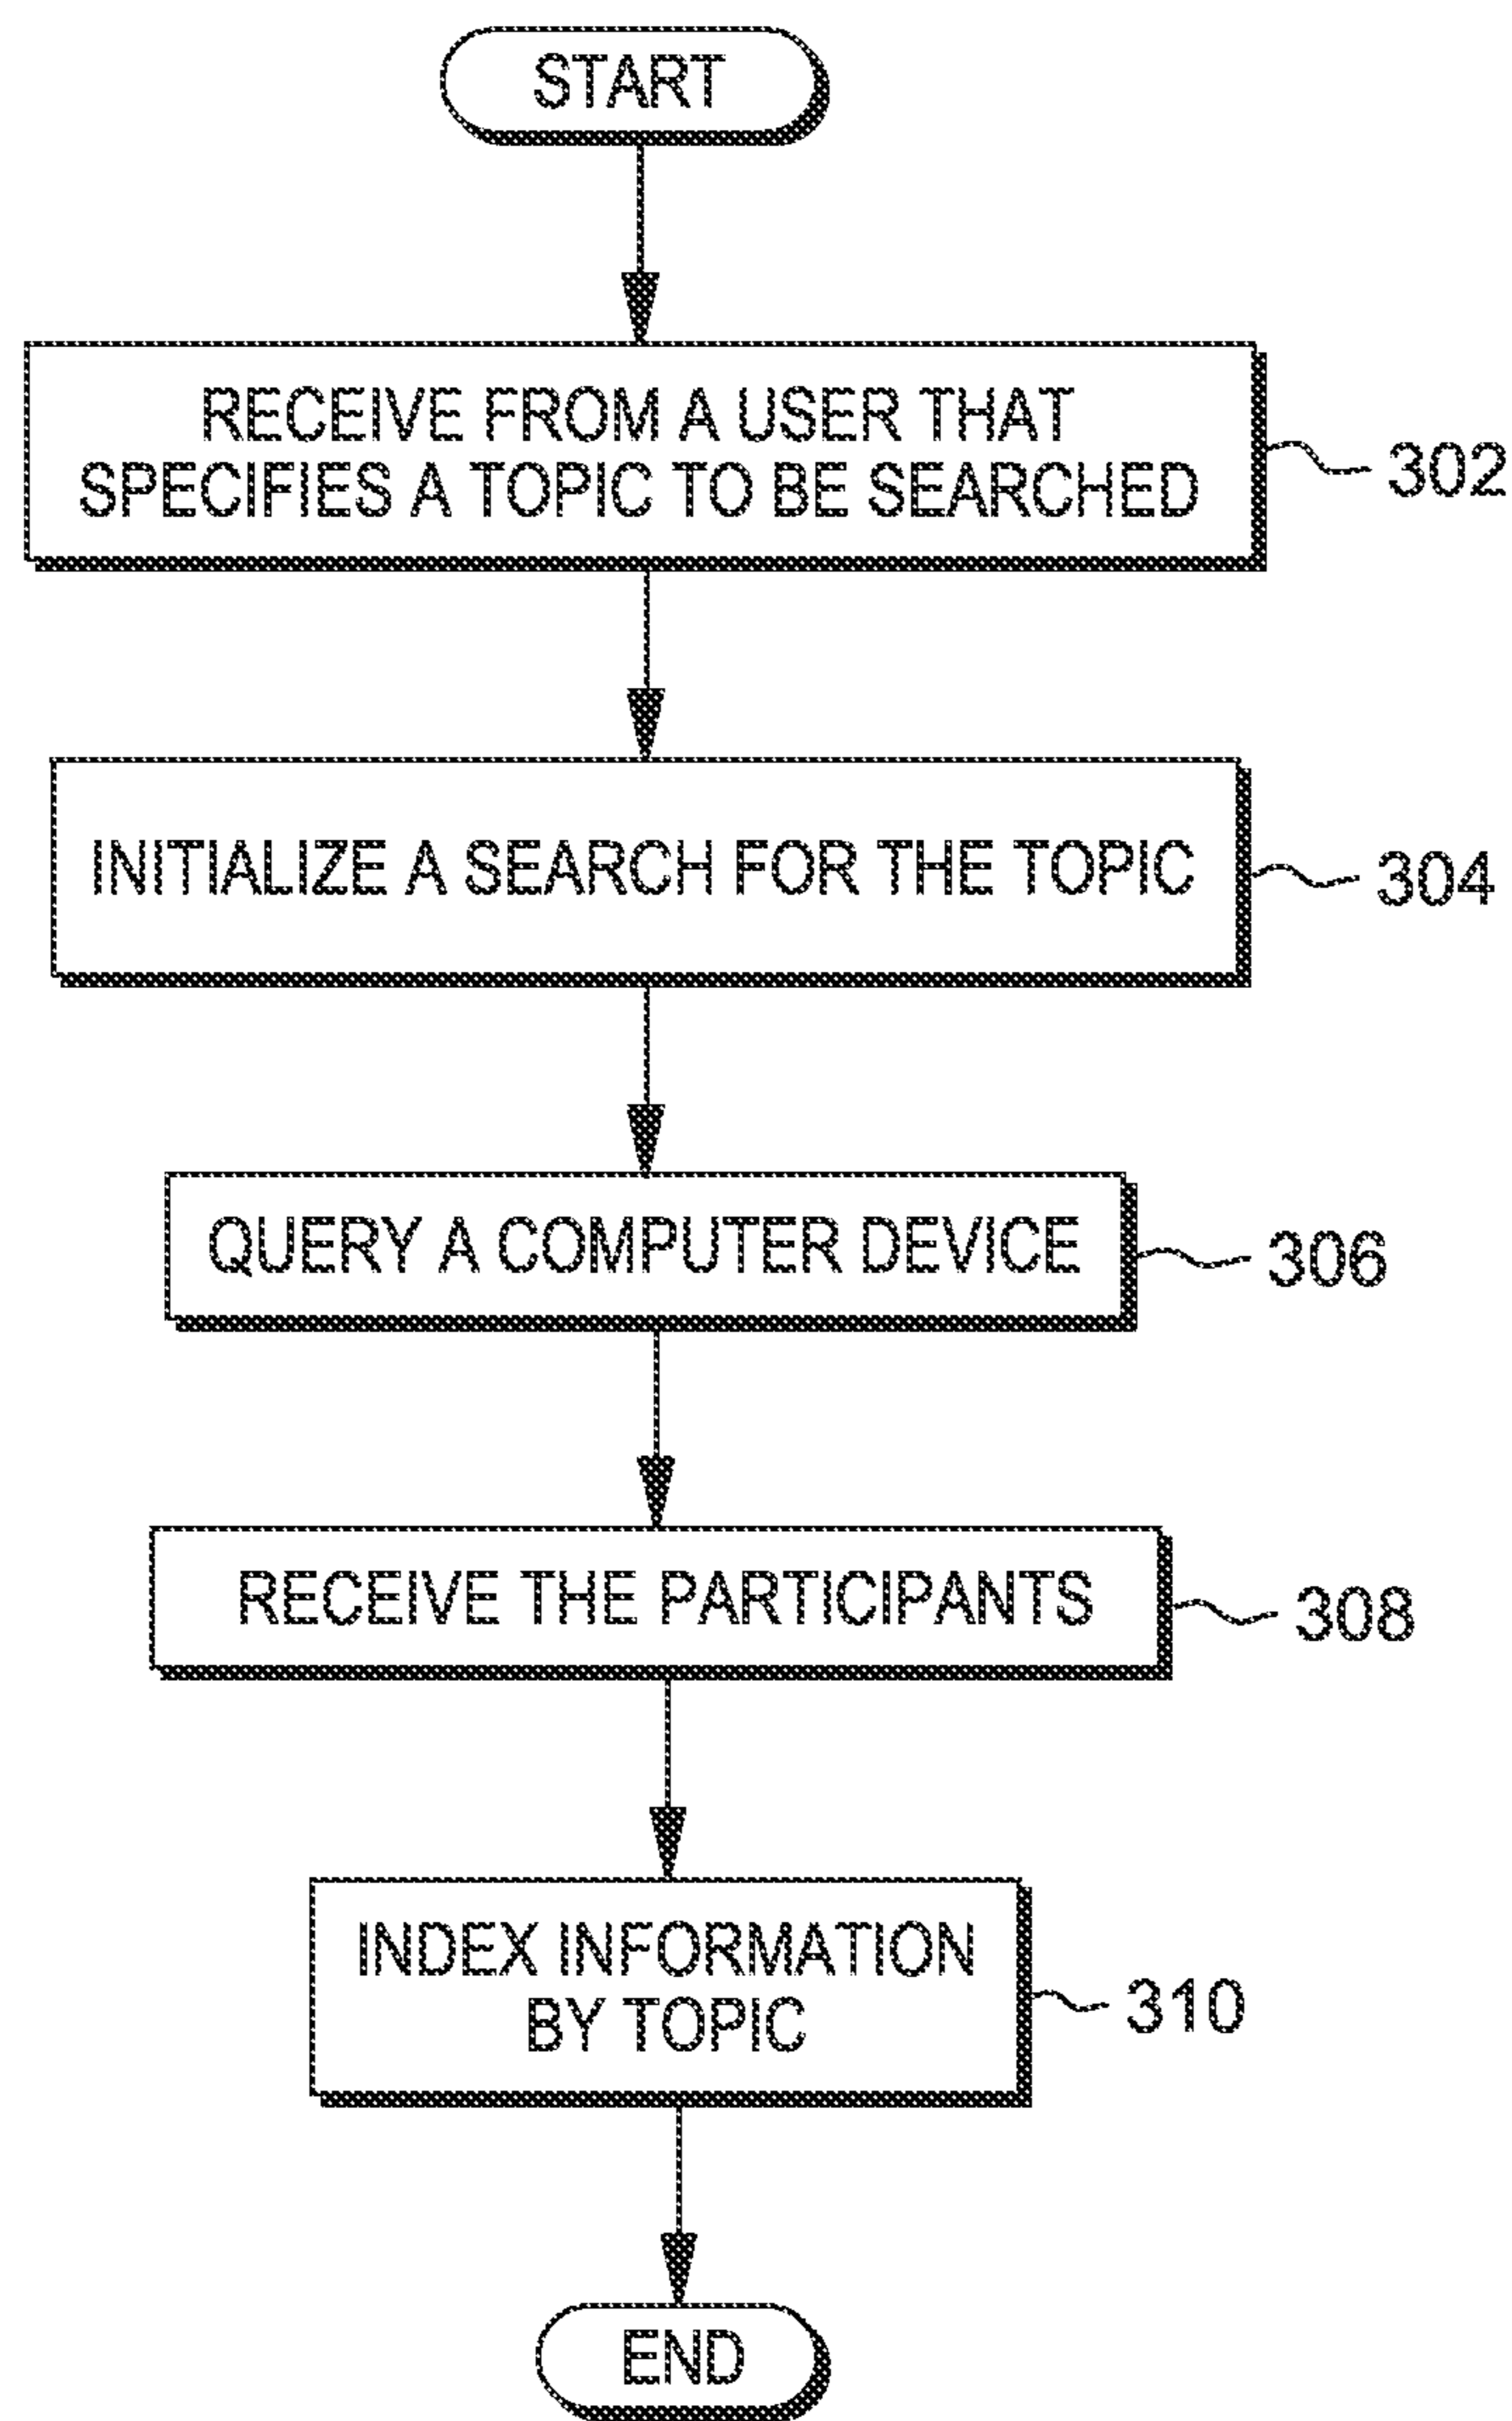 START
RECEIVE FROM A USER THAT
SPECIFIES A TOPIC TO BE SEARCHED
302
INITIALIZE A SEARCH FOR THE TOPIC
304
QUERY A COMPUTER DEVICE
306
RECEIVE THE PARTICIPANTS
308
INDEX INFORMATION
BY TOPIC
310
END